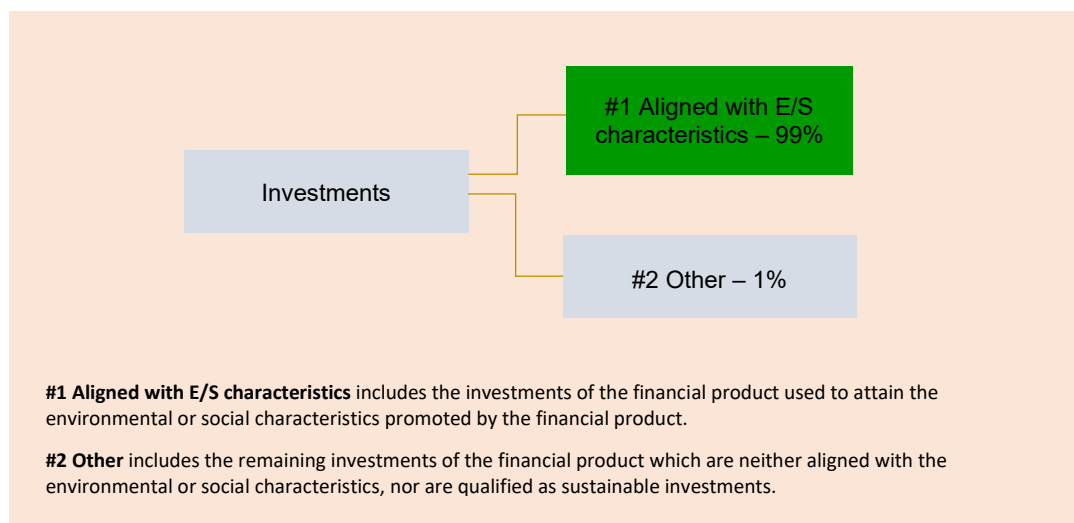 #1 Aligned with E/S
characteristics – 99%
Investments
#2 Other – 1%
#1 Aligned with E/S characteristics includes the investments of the financial product used to attain the
environmental or social characteristics promoted by the financial product.
#2 Other includes the remaining investments of the financial product which are neither aligned with the
environmental or social characteristics, nor are qualified as sustainable investments.